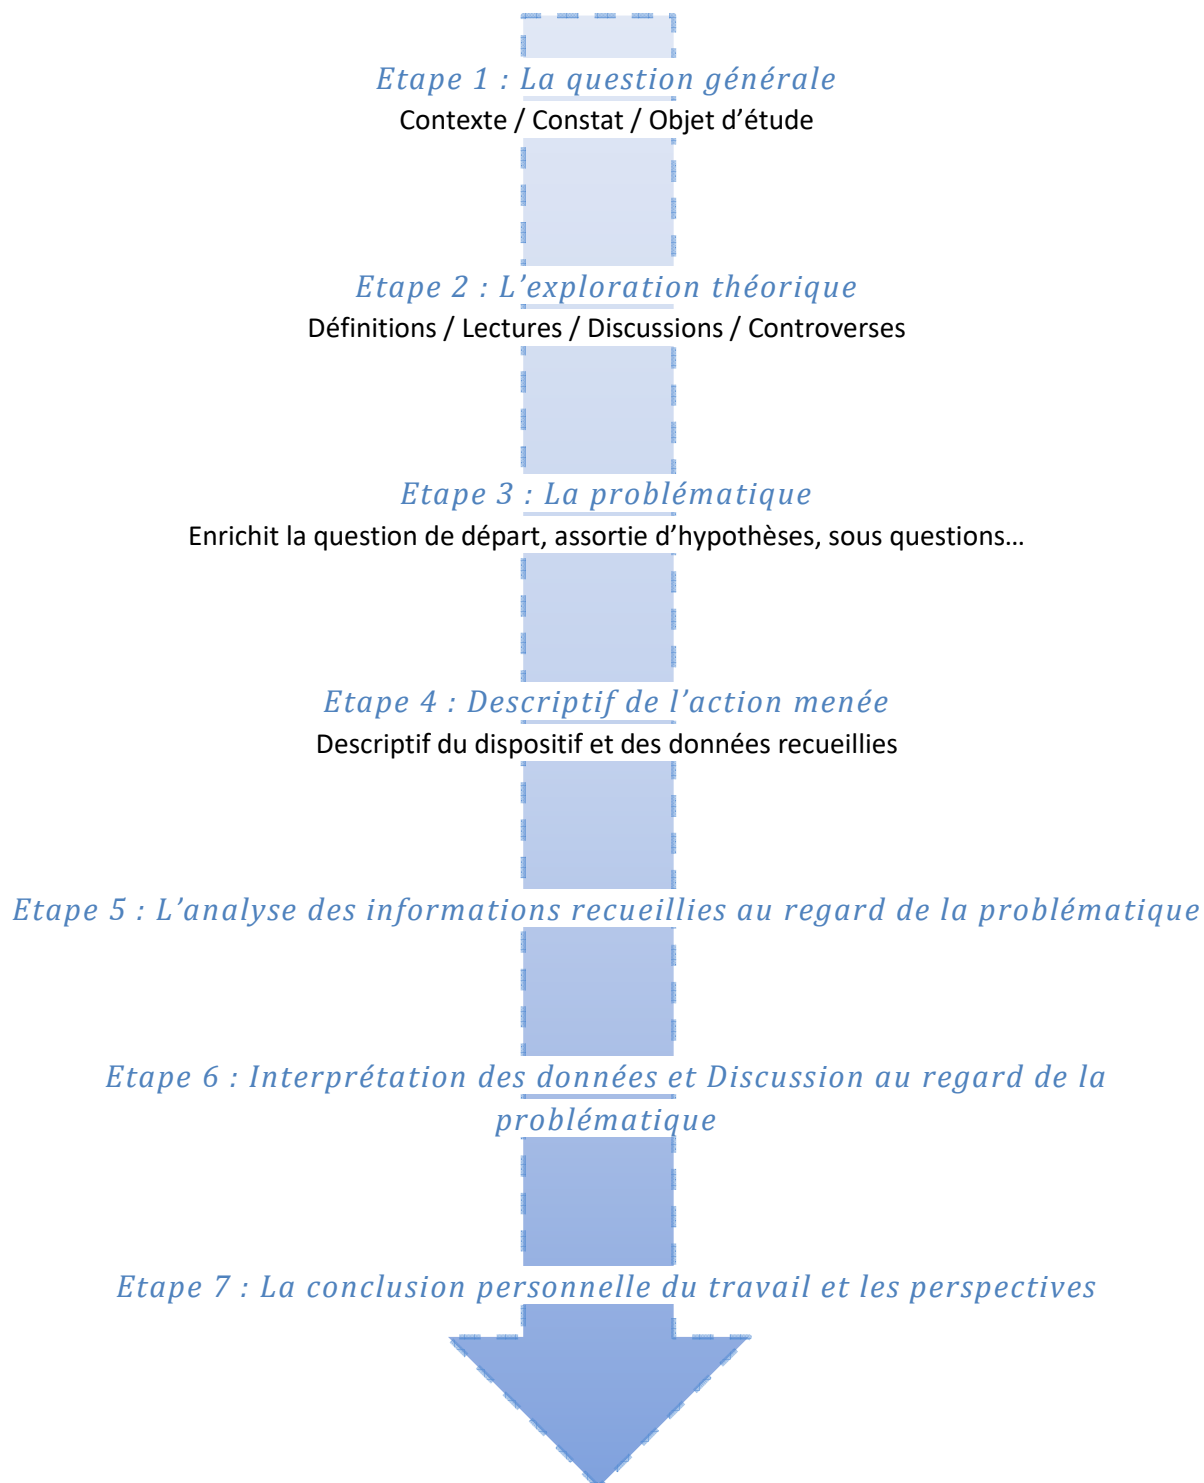 Etape 1 : La question générale
Contexte / Constat / Objet d’étude
Etape 2 : L’exploration théorique
Définitions / Lectures / Discussions / Controverses
Etape 3 : La problématique
Enrichit la question de départ, assortie d’hypothèses, sous questions…
Etape 4 : Descriptif de l’action menée
Descriptif du dispositif et des données recueillies
Etape 5 : L’analyse des informations recueillies au regard de la problématique
Etape 6 : Interprétation des données et Discussion au regard de la
problématique
Etape 7 : La conclusion personnelle du travail et les perspectives